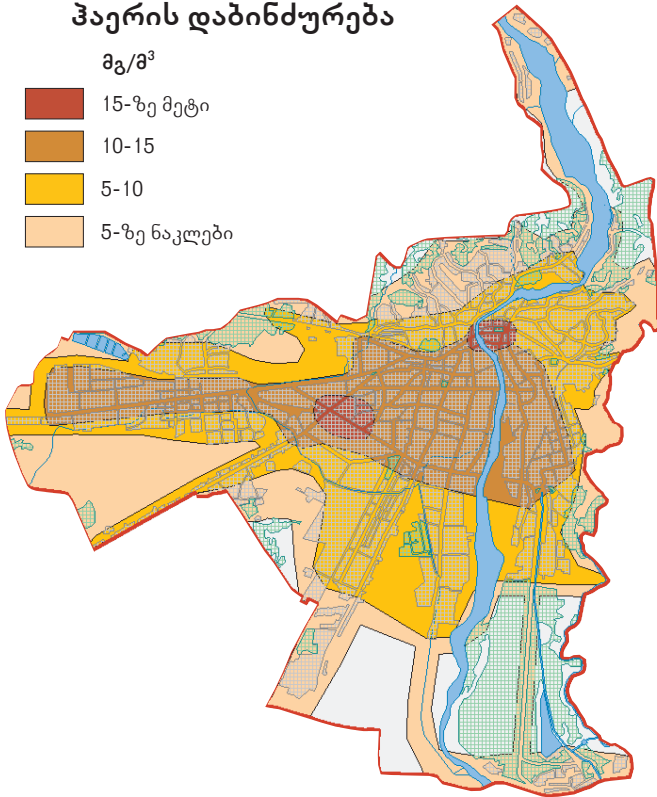 ჰაერის დაბინძურება
მგ/მ³
15-ზე მეტი
10-15
5-10
5-ზე ნაკლები